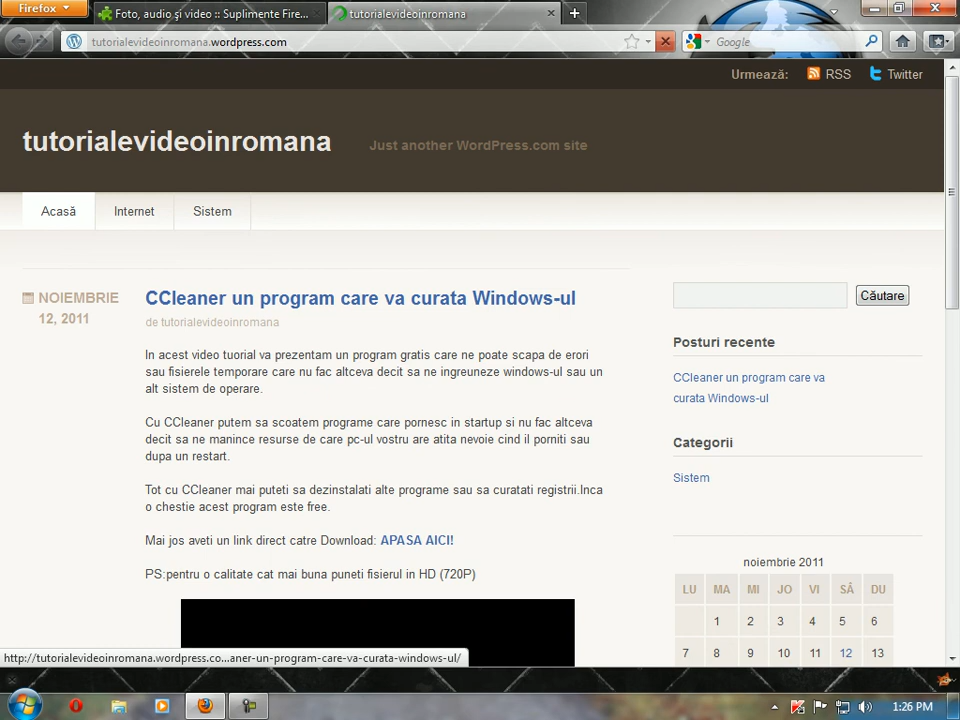 Firefox
Foto, audio şi video :: Suplimente Fire...
tutorialevideoinromana
tutorialevideoinromana.wordpress.com
Google
Urmează:
RSS
Twitter
tutorialevideoinromana
Just another WordPress.com site
Acasă
Internet
Sistem
NOIEMBRIE
12, 2011
CCleaner un program care va curata Windows-ul
de tutorialevideoinromana
In acest video tuorial va prezentam un program gratis care ne poate scapa de erori
sau fisierele temporare care nu fac altceva decit sa ne ingreuneze windows-ul sau un
alt sistem de operare.
Cu CCleaner putem sa scoatem programe care pornesc in startup si nu fac altceva
decit sa ne manince resurse de care pc-ul vostru are atita nevoie cind il porniti sau
dupa un restart.
Tot cu CCleaner mai puteti sa dezinstalati alte programe sau sa curatati registrii.Inca
o chestie acest program este free.
Mai jos aveti un link direct catre Download: APASA AICI!
PS:pentru o calitate cat mai buna puneti fisierul in HD (720P)
Căutare
Posturi recente
CCleaner un program care va
curata Windows-ul
Categorii
Sistem
noiembrie 2011
LU MA MI JO VI SÂ DU
1 2 3 4 5 6
7 8 9 10 11 12 13
http://tutorialevideoinromana.wordpress.co...aner-un-program-care-va-curata-windows-ul/
1:26 PM